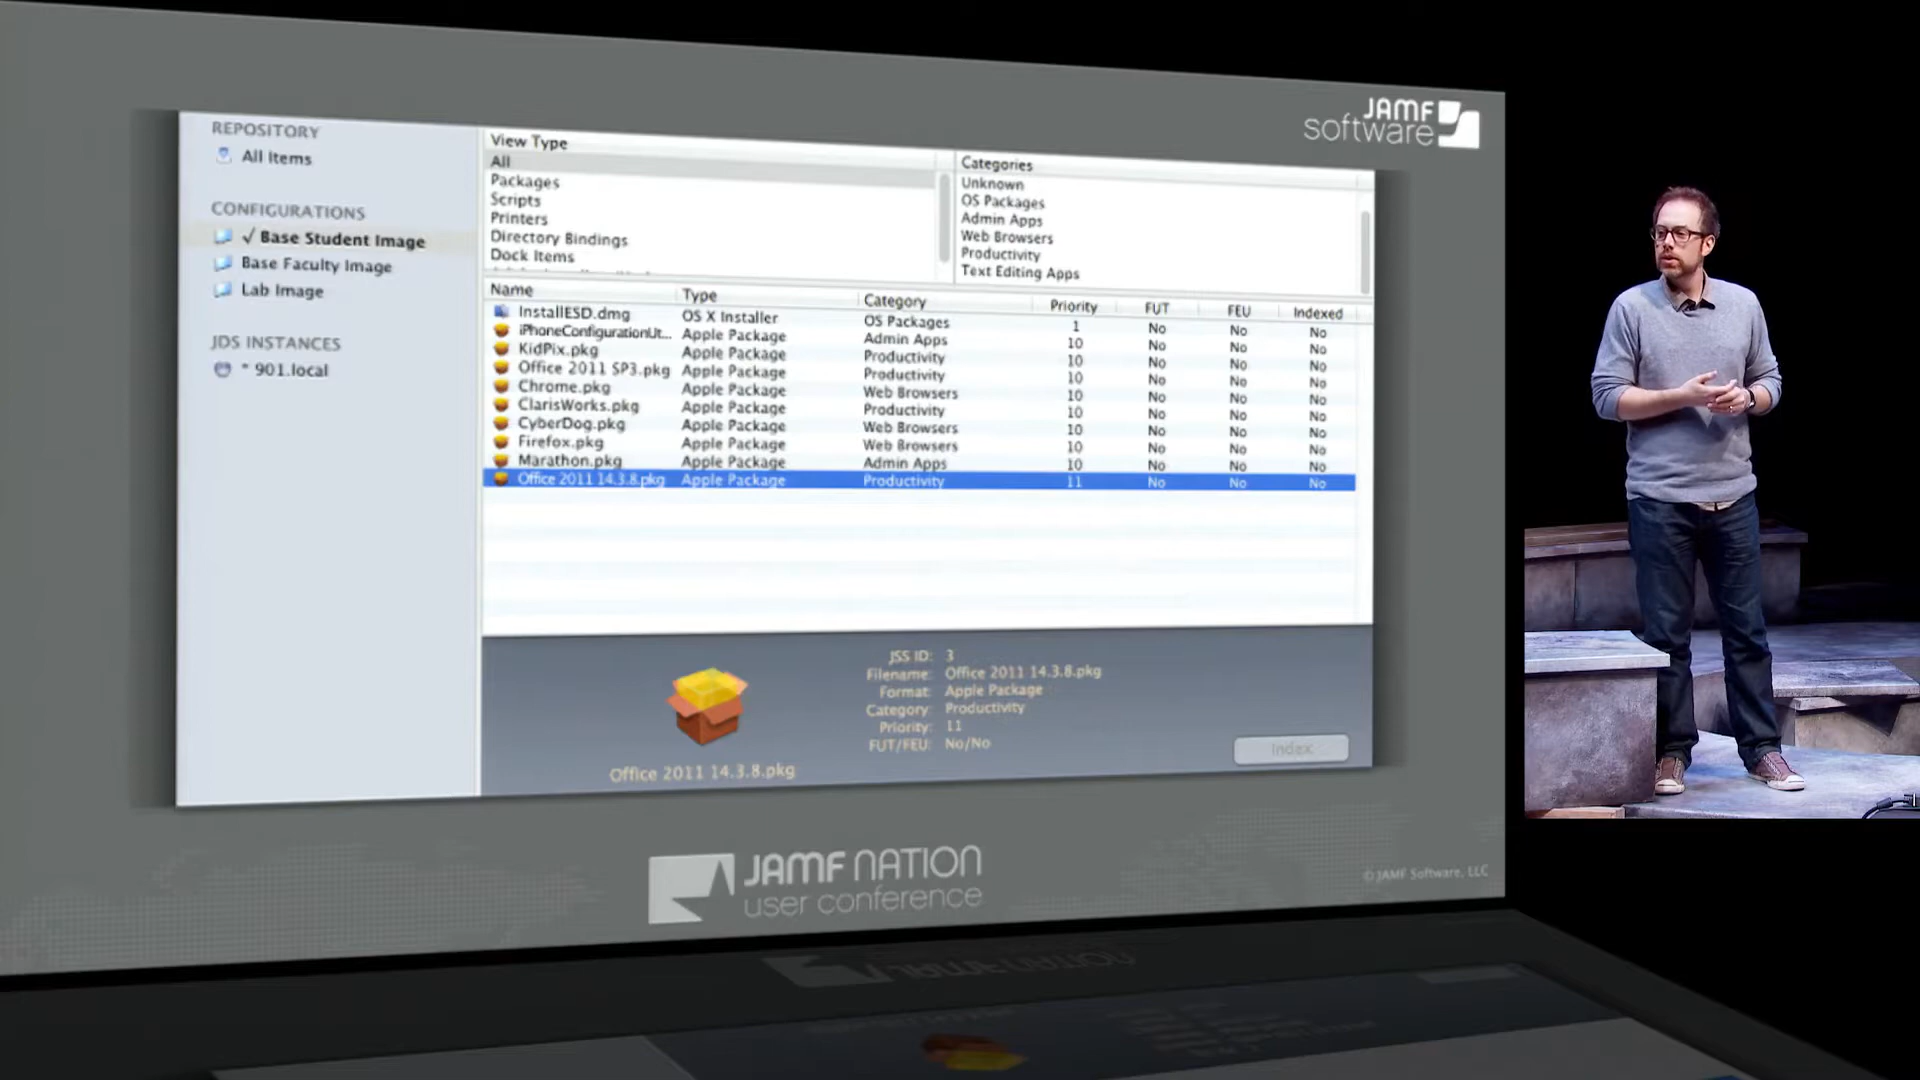 JAMF
software
REPOSITORY
All Items
CONFIGURATIONS
✓ Base Student Image
Base Faculty Image
Lab Image
JDS INSTANCES
* 901.local
View Type
All
Packages
Scripts
Printers
Directory Bindings
Dock Items
Categories
Unknown
OS Packages
Admin Apps
Web Browsers
Productivity
Text Editing Apps
Name Type Category Priority FUT FEU Indexed
InstallESD.dmg OS X Installer OS Packages 1 No No No
iPhoneConfigurationUt... Apple Package Admin Apps 10 No No No
KidPix.pkg Apple Package Productivity 10 No No No
Office 2011 SP3.pkg Apple Package Productivity 10 No No No
Chrome.pkg Apple Package Web Browsers 10 No No No
ClarisWorks.pkg Apple Package Productivity 10 No No No
CyberDog.pkg Apple Package Web Browsers 10 No No No
Firefox.pkg Apple Package Web Browsers 10 No No No
Marathon.pkg Apple Package Admin Apps 10 No No No
Office 2011 14.3.8.pkg Apple Package Productivity 11 No No No
Office 2011 14.3.8.pkg
JSS ID: 3
Filename: Office 2011 14.3.8.pkg
Format: Apple Package
Category: Productivity
Priority: 11
FUT/FEU: No/No
Index...
JAMF NATION
user conference
© JAMF Software, LLC